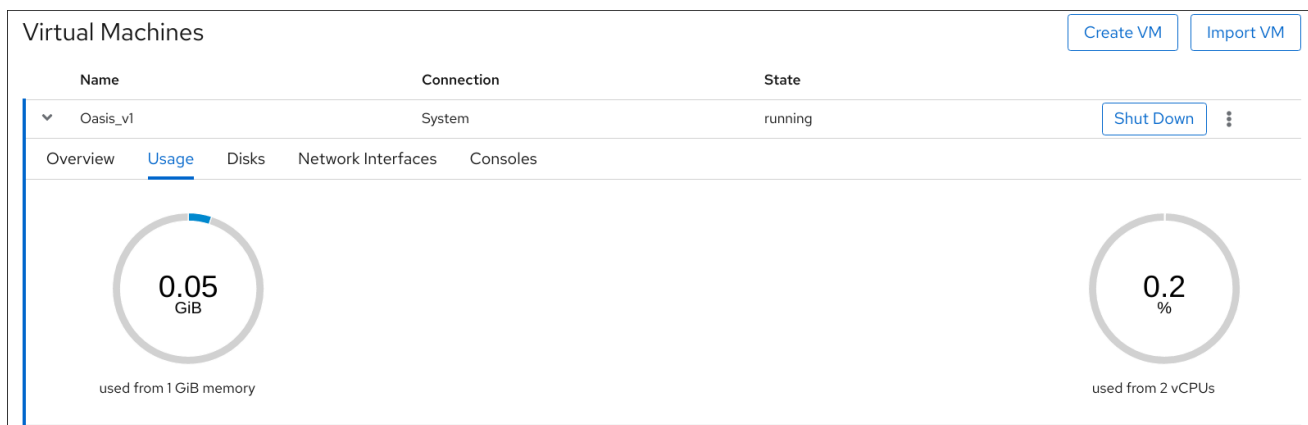 Virtual Machines Create VM Import VM
Name Connection State
Oasis_v1 System running Shut Down
Overview Usage Disks Network Interfaces Consoles
0.05
GiB
used from 1 GiB memory
0.2
%
used from 2 vCPUs